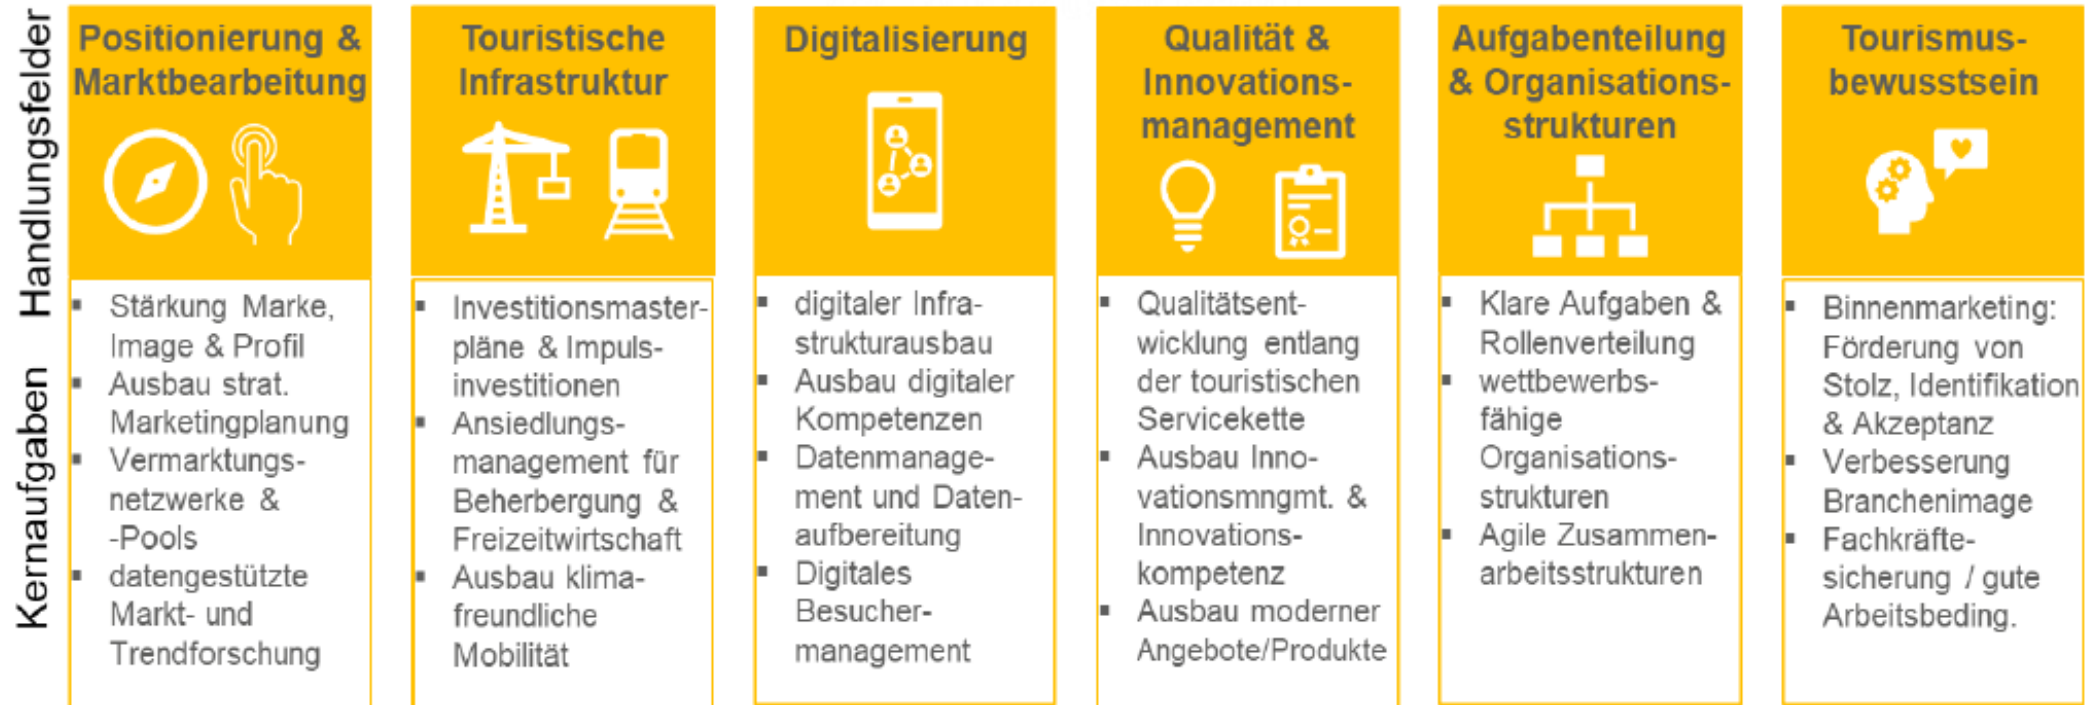 Handlungsfelder
Kernaufgaben
Positionierung &
Marktbearbeitung
▪ Stärkung Marke,
Image & Profil
▪ Ausbau strat.
Marketingplanung
▪ Vermarktungs-
netzwerke &
-Pools
▪ datengestützte
Markt- und
Trendforschung
Touristische
Infrastruktur
▪ Investitionsmaster-
pläne & Impuls-
investitionen
▪ Ansiedlungs-
management für
Beherbergung &
Freizeitwirtschaft
▪ Ausbau klima-
freundliche
Mobilität
Digitalisierung
▪ digitaler Infra-
strukturausbau
▪ Ausbau digitaler
Kompetenzen
▪ Datenmanage-
ment und Daten-
aufbereitung
▪ Digitales
Besucher-
management
Qualität &
Innovations-
management
▪ Qualitätsent-
wicklung entlang
der touristischen
Servicekette
▪ Ausbau Inno-
vationsmngmt. &
Innovations-
kompetenz
▪ Ausbau moderner
Angebote/Produkte
Aufgabenteilung
& Organisations-
strukturen
▪ Klare Aufgaben &
Rollenverteilung
▪ wettbewerbs-
fähige
Organisations-
strukturen
▪ Agile Zusammen-
arbeitsstrukturen
Tourismus-
bewusstsein
▪ Binnenmarketing:
Förderung von
Stolz, Identifikation
& Akzeptanz
▪ Verbesserung
Branchenimage
▪ Fachkräfte-
sicherung / gute
Arbeitsbeding.